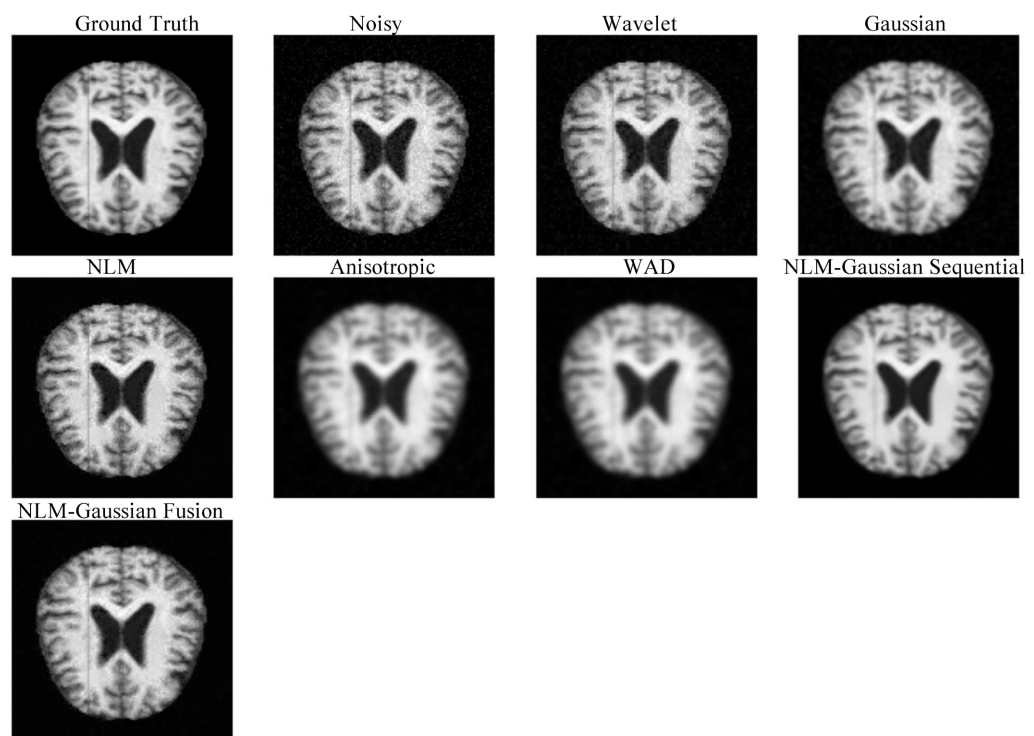 Ground Truth
Noisy
Wavelet
Gaussian
NLM
Anisotropic
WAD
NLM-Gaussian Sequential
NLM-Gaussian Fusion